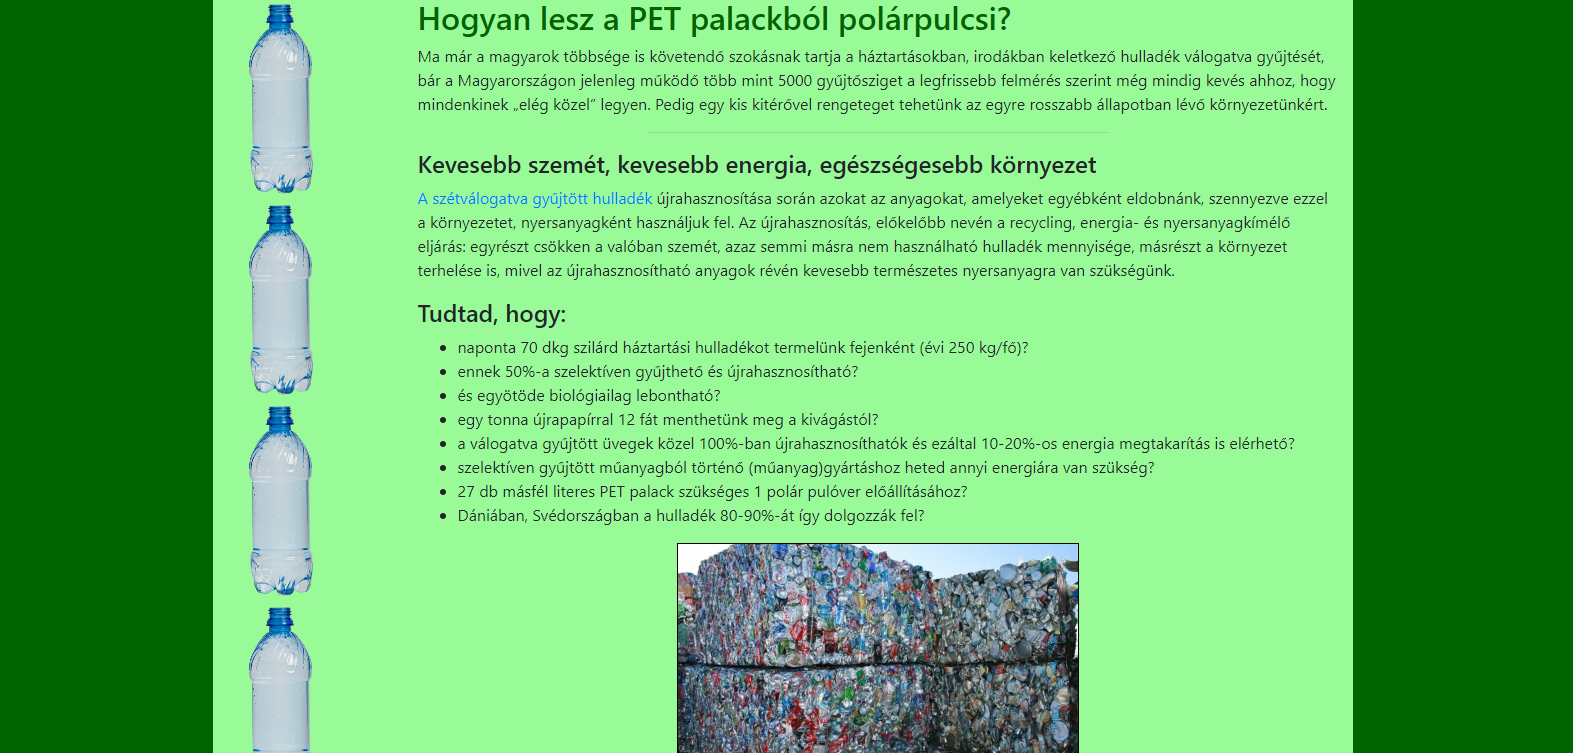 Hogyan lesz a PET palackból polárpulcsi?
Ma már a magyarok többsége is követendő szokásnak tartja a háztartásokban, irodákban keletkező hulladék válogatva gyűjtését,
bár a Magyarországon jelenleg működő több mint 5000 gyűjtősziget a legfrissebb felmérés szerint még mindig kevés ahhoz, hogy
mindenkinek „elég közel” legyen. Pedig egy kis kitérővel rengeteget tehetünk az egyre rosszabb állapotban lévő környezetünkért.
Kevesebb szemét, kevesebb energia, egészségesebb környezet
A szétválogatva gyűjtött hulladék újrahasznosítása során azokat az anyagokat, amelyeket egyébként eldobnánk, szennyezve ezzel
a környezetet, nyersanyagként használjuk fel. Az újrahasznosítás, előkelőbb nevén a recycling, energia- és nyersanyagkímélő
eljárás: egyrészt csökken a valóban szemét, azaz semmi másra nem használható hulladék mennyisége, másrészt a környezet
terhelése is, mivel az újrahasznosítható anyagok révén kevesebb természetes nyersanyagra van szükségünk.
Tudtad, hogy:
• naponta 70 dkg szilárd háztartási hulladékot termelünk fejenként (évi 250 kg/fő)?
• ennek 50%-a szelektíven gyűjthető és újrahasznosítható?
• és egyötöde biológiailag lebontható?
• egy tonna újrapapírral 12 fát menthetünk meg a kivágástól?
• a válogatva gyűjtött üvegek közel 100%-ban újrahasznosíthatók és ezáltal 10-20%-os energia megtakarítás is elérhető?
• szelektíven gyűjtött műanyagból történő (műanyag)gyártáshoz heted annyi energiára van szükség?
• 27 db másfél literes PET palack szükséges 1 polár pulóver előállításához?
• Dániában, Svédországban a hulladék 80-90%-át így dolgozzák fel?